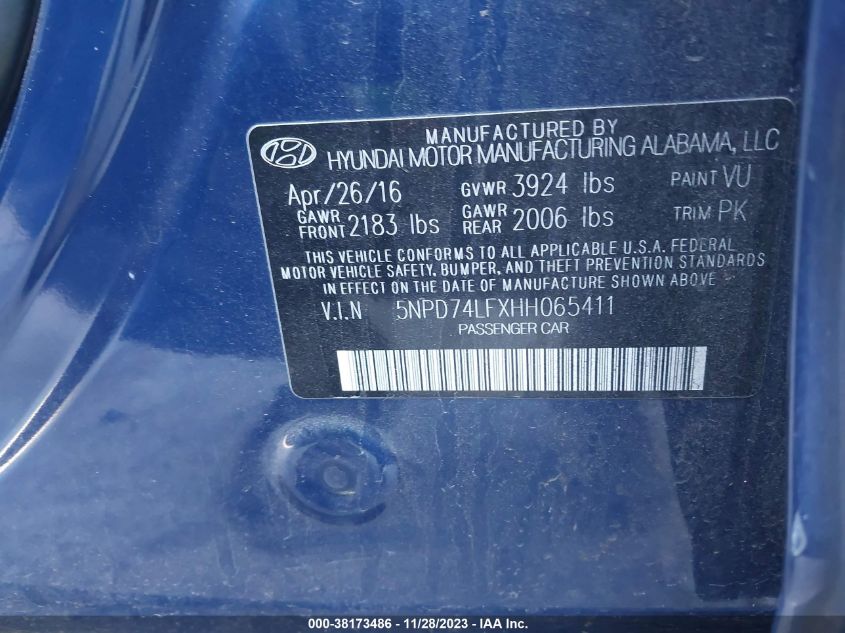 MANUFACTURED BY
HYUNDAI MOTOR MANUFACTURING ALABAMA, LLC
Apr/26/16 GVWR 3924 lbs PAINT VU
GAWR FRONT 2183 lbs GAWR REAR 2006 lbs TRIM PK
THIS VEHICLE CONFORMS TO ALL APPLICABLE U.S.A. FEDERAL
MOTOR VEHICLE SAFETY, BUMPER, AND THEFT PREVENTION STANDARDS
IN EFFECT ON THE DATE OF MANUFACTURE SHOWN ABOVE
V.I.N 5NPD74LFXHH065411
PASSENGER CAR
000-38173486 - 11/28/2023 - IAAI.COM